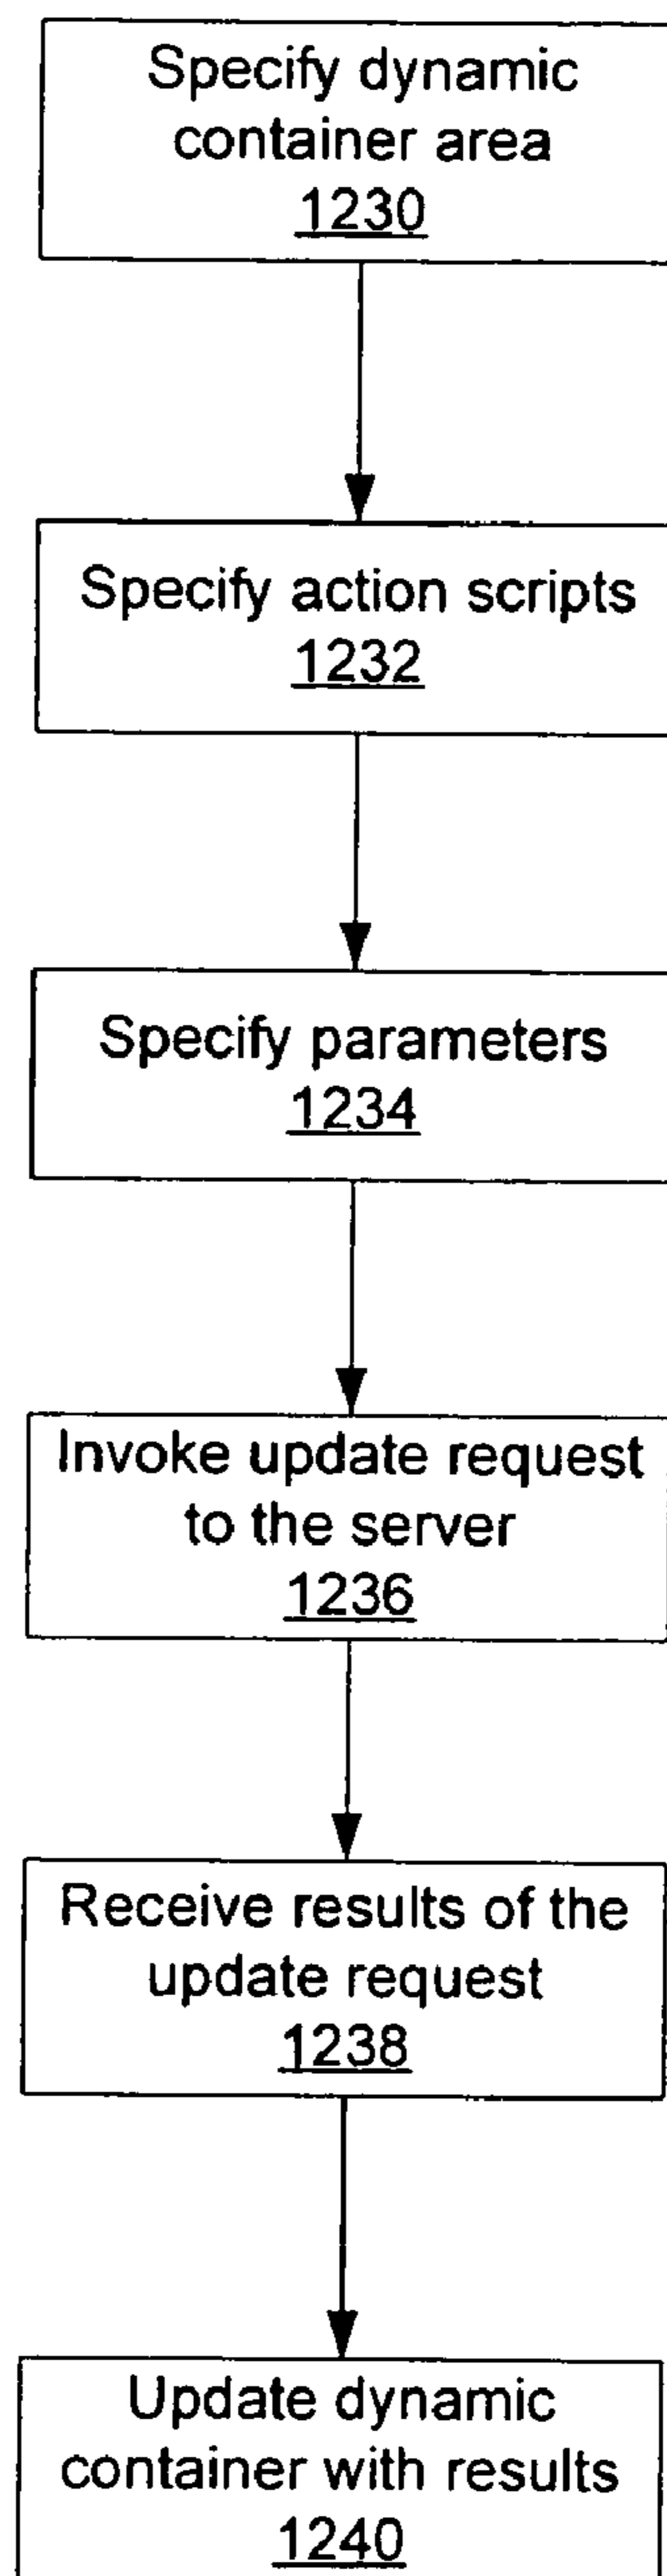 Specify dynamic
container area
1230
Specify action scripts
1232
Specify parameters
1234
Invoke update request
to the server
1236
Receive results of the
update request
1238
Update dynamic
container with results
1240